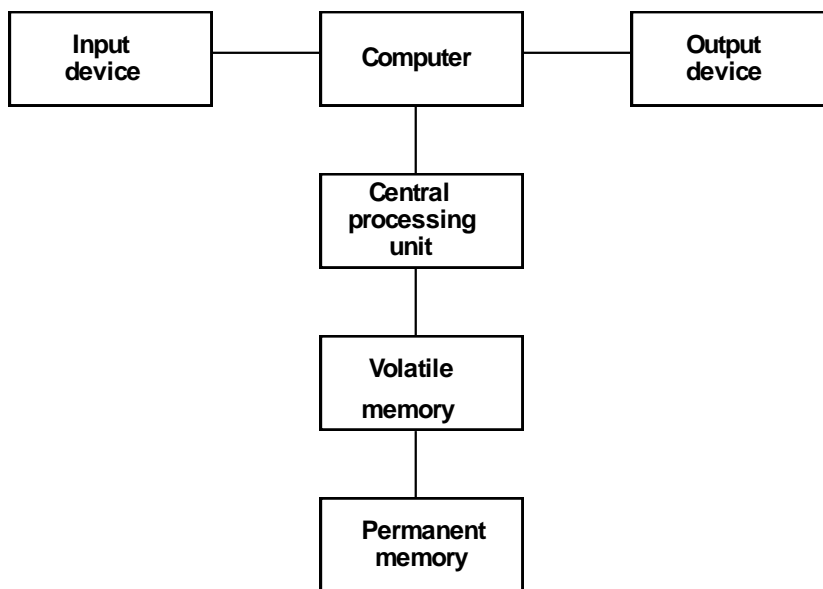 Input
device
Computer
Output
device
Central
processing
unit
Volatile
memory
Permanent
memory